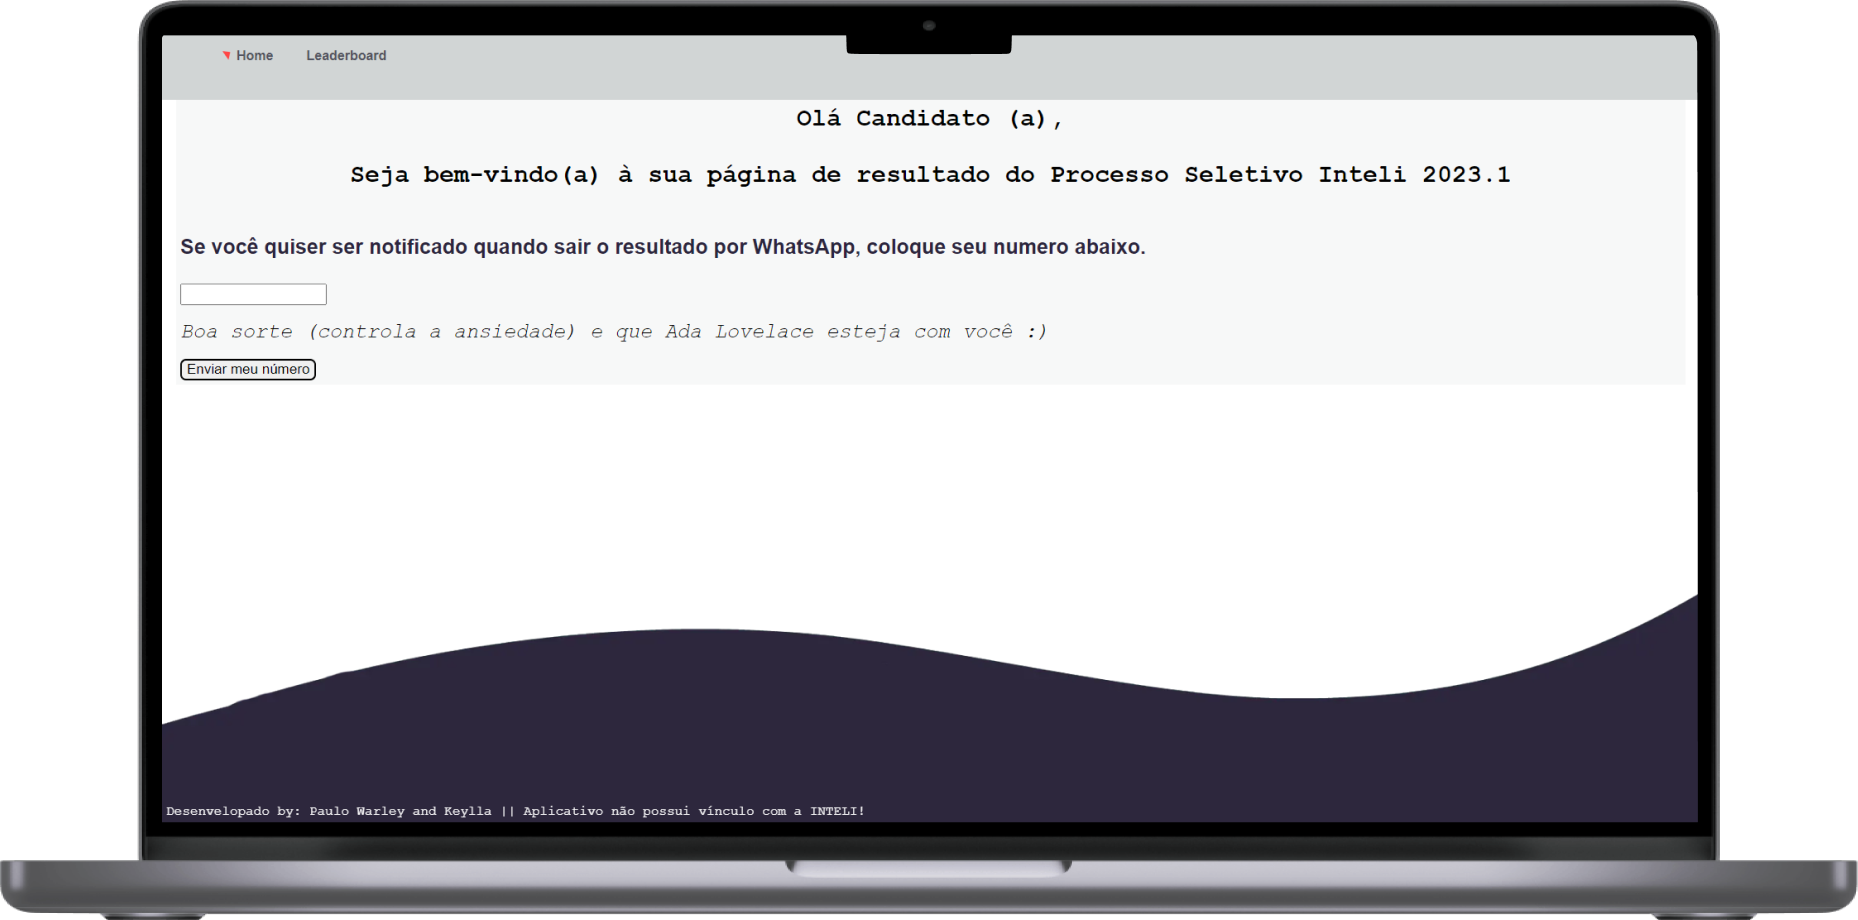 Home Leaderboard
Olá Candidato (a),
Seja bem-vindo(a) à sua página de resultado do Processo Seletivo Inteli 2023.1
Se você quiser ser notificado quando sair o resultado por WhatsApp, coloque seu numero abaixo.
Boa sorte (controla a ansiedade) e que Ada Lovelace esteja com você :)
Enviar meu número
Desenvelopado by: Paulo Warley and Keylla || Aplicativo não possui vínculo com a INTELI!